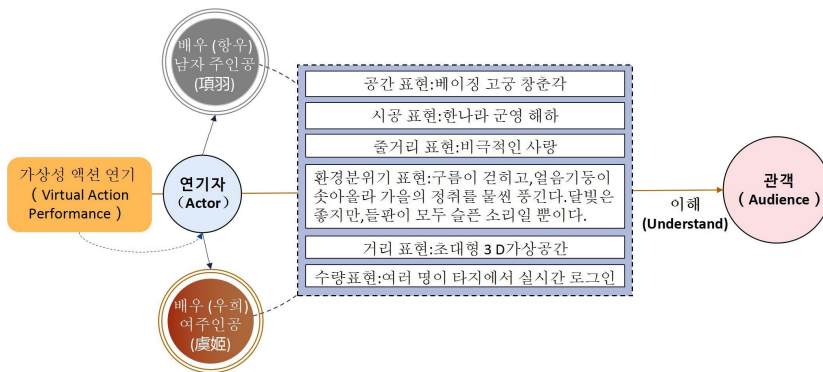 배우 (항우)
남자 주인공
(項羽)
가상성 액션 연기
( Virtual Action
Performance )
연기자
(Actor)
배우 (우희)
여주인공
(虞姬)
공간 표현:베이징 고궁 창춘각
시공 표현:한나라 군영 해하
줄거리 표현:비극적인 사랑
환경분위기 표현:구름이 걷히고,얼음기둥이
솟아올라 가을의 정취를 물씬 풍긴다.달빛은
좋지만,들판이 모두 슬픈 소리일 뿐이다.
거리 표현:초대형 3 D가상공간
수량표현:여러 명이 타지에서 실시간 로그인
이해
(Understand)
관객
( Audience )